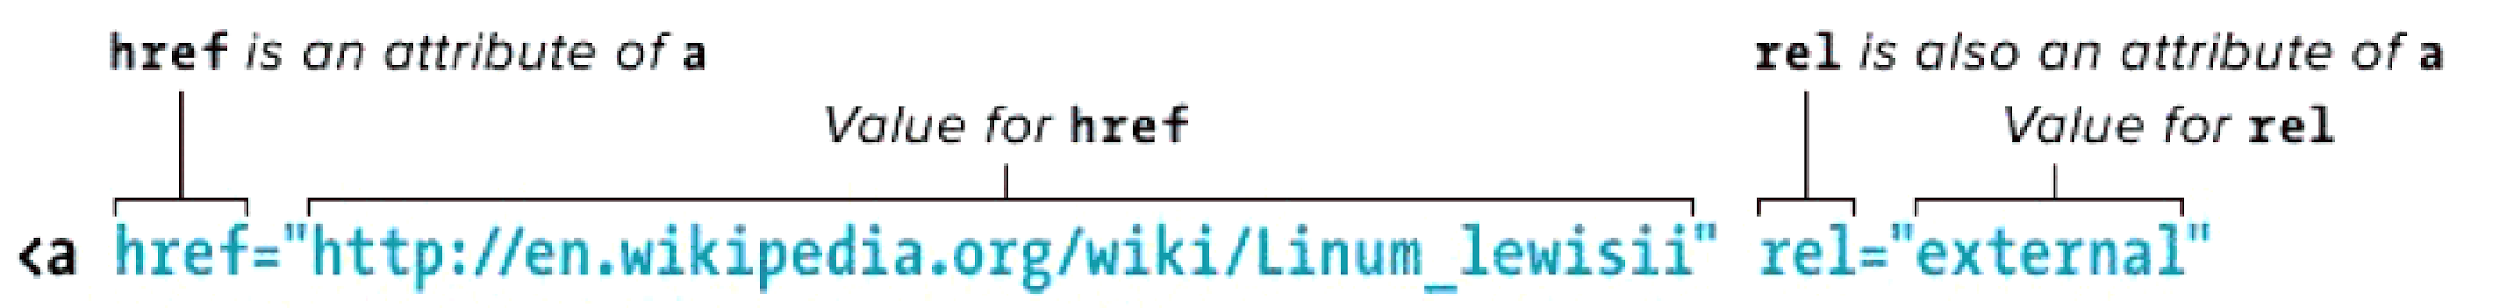 href is an attribute of a
rel is also an attribute of a
Value for href
Value for rel
<a href="http://en.wikipedia.org/wiki/Linum_lewisii" rel="external"